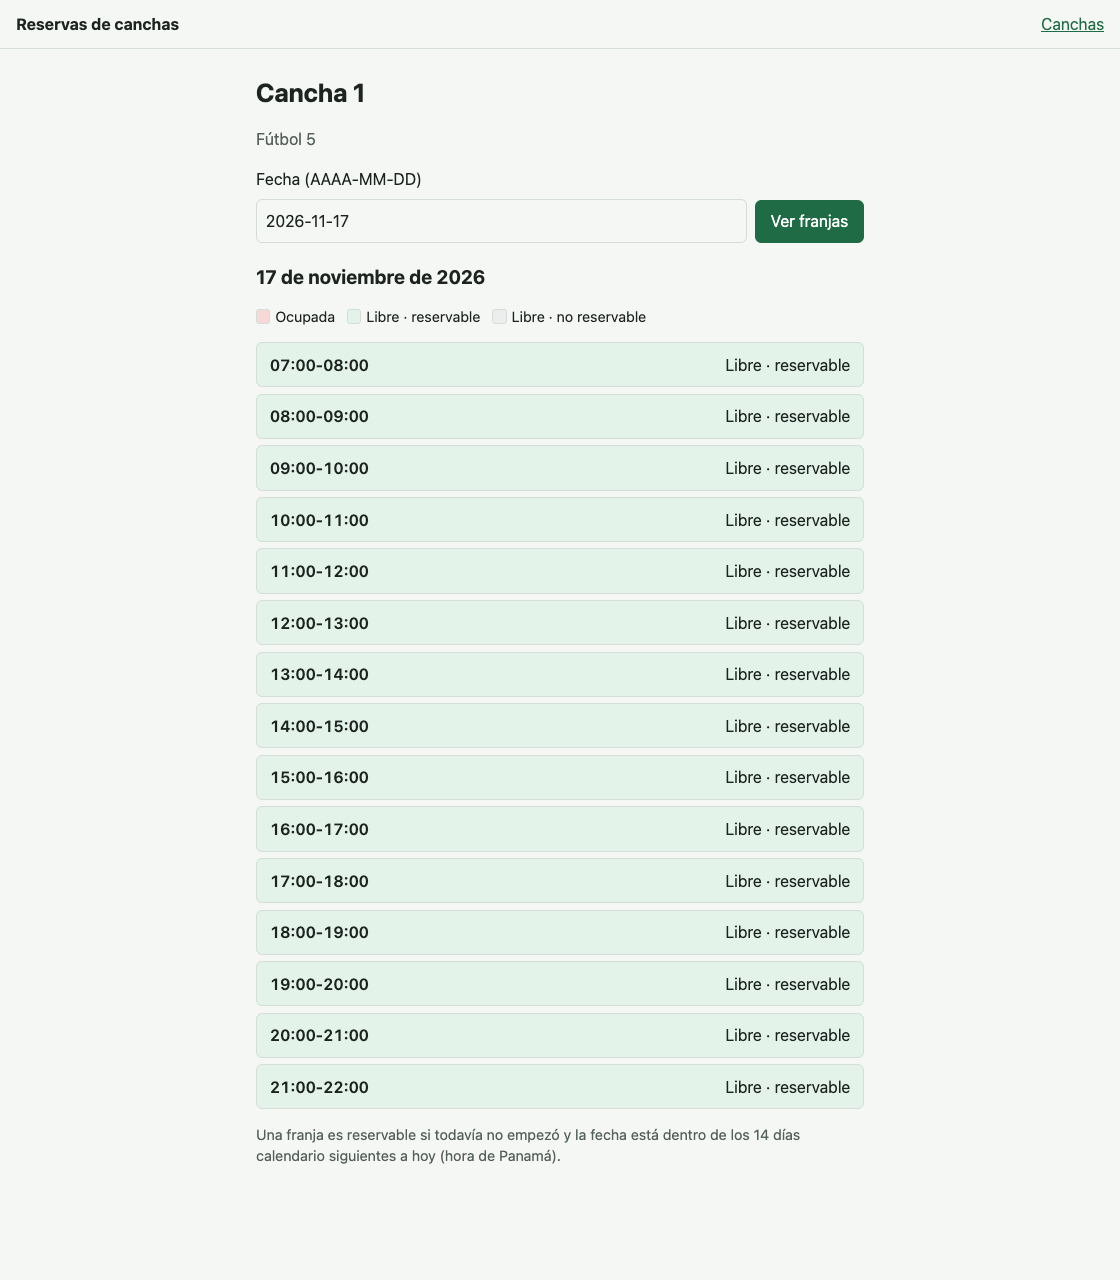 Reservas de canchas
Canchas
Cancha 1
Fútbol 5
Fecha (AAAA-MM-DD)
2026-11-17
Ver franjas
17 de noviembre de 2026
Ocupada Libre · reservable Libre · no reservable
07:00-08:00 Libre · reservable
08:00-09:00 Libre · reservable
09:00-10:00 Libre · reservable
10:00-11:00 Libre · reservable
11:00-12:00 Libre · reservable
12:00-13:00 Libre · reservable
13:00-14:00 Libre · reservable
14:00-15:00 Libre · reservable
15:00-16:00 Libre · reservable
16:00-17:00 Libre · reservable
17:00-18:00 Libre · reservable
18:00-19:00 Libre · reservable
19:00-20:00 Libre · reservable
20:00-21:00 Libre · reservable
21:00-22:00 Libre · reservable
Una franja es reservable si todavía no empezó y la fecha está dentro de los 14 días
calendario siguientes a hoy (hora de Panamá).